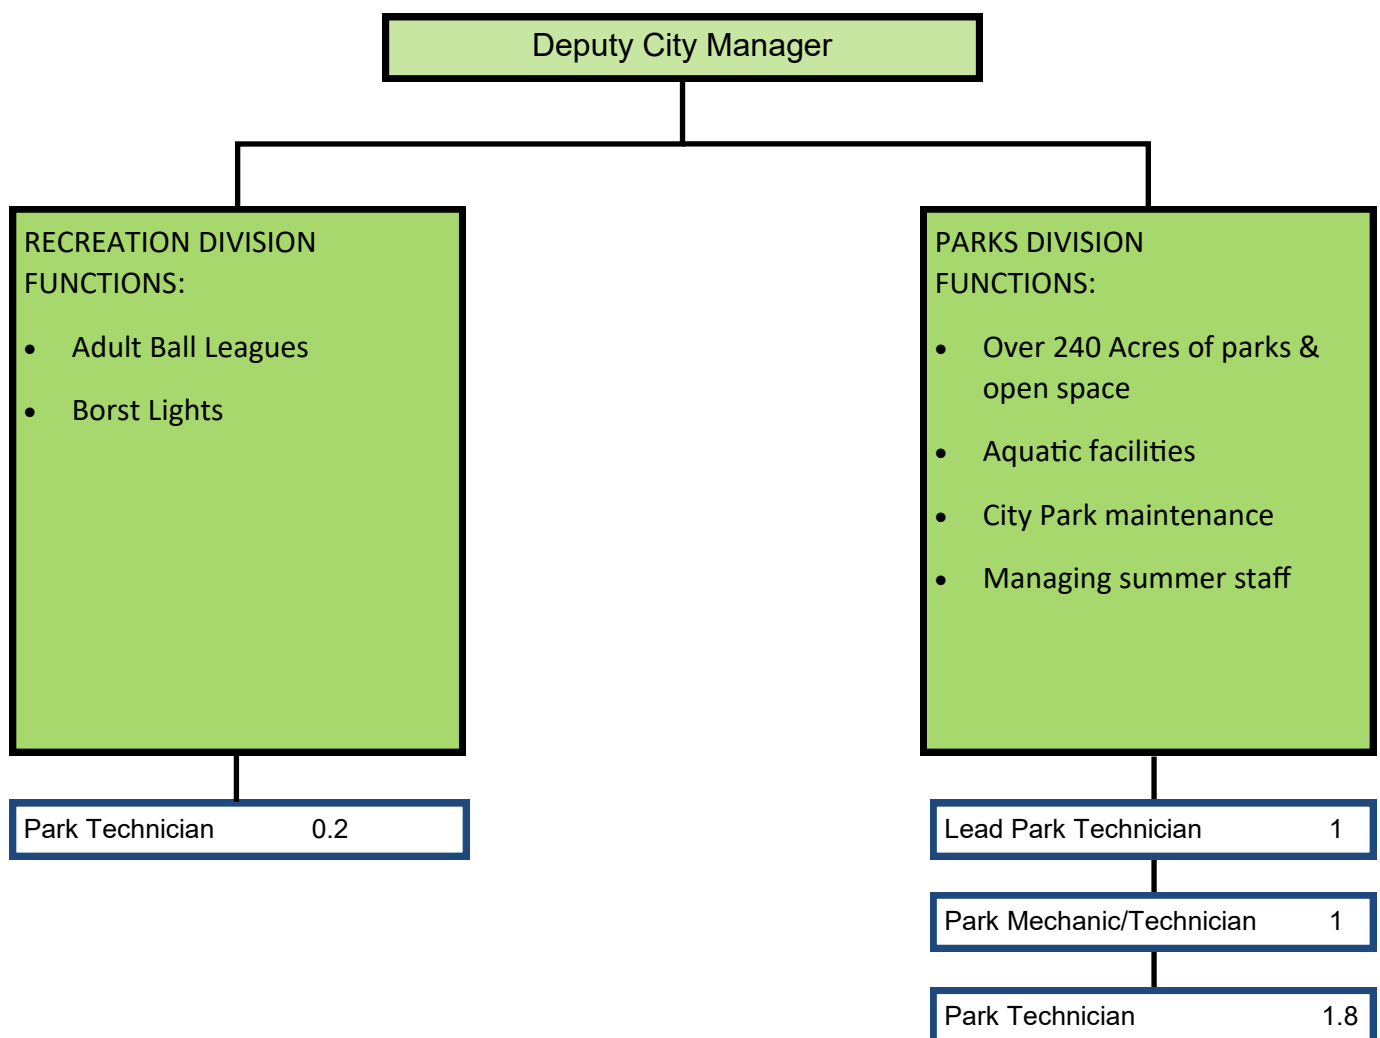 Deputy City Manager
RECREATION DIVISION
FUNCTIONS:
• Adult Ball Leagues
• Borst Lights
PARKS DIVISION
FUNCTIONS:
• Over 240 Acres of parks &
open space
• Aquatic facilities
• City Park maintenance
• Managing summer staff
Park Technician 0.2
Lead Park Technician 1
Park Mechanic/Technician 1
Park Technician 1.8